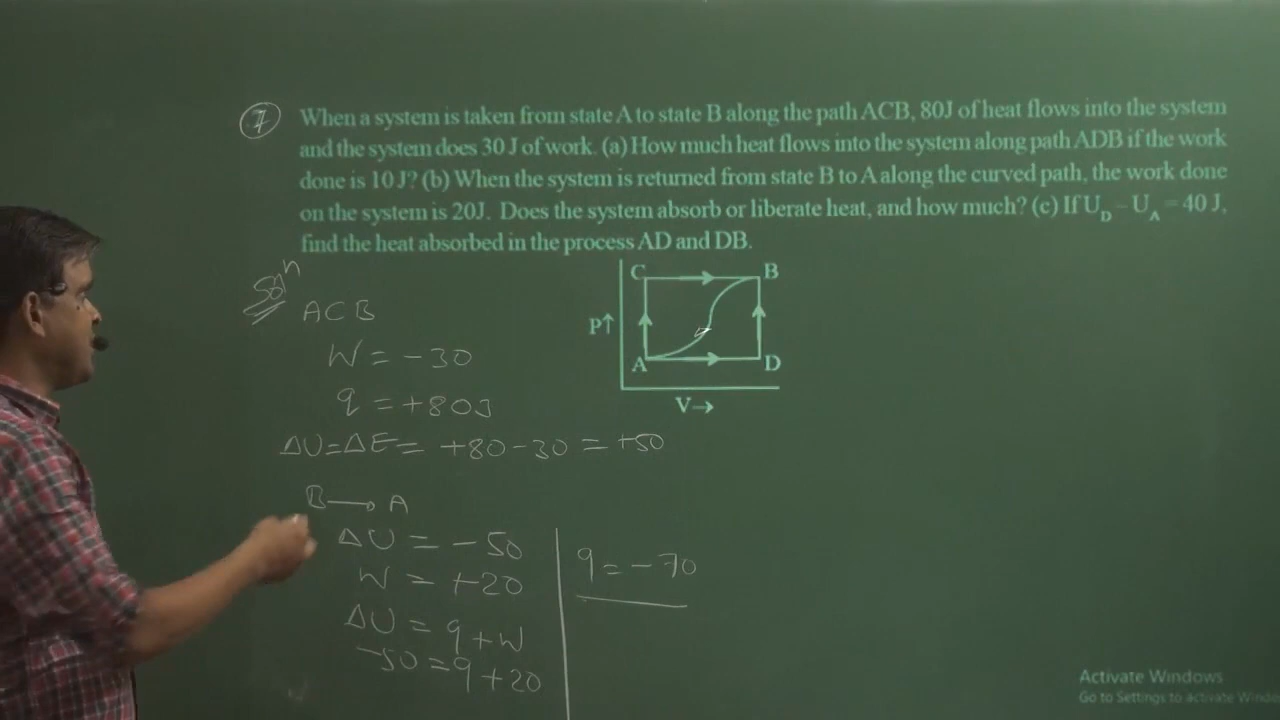 7
When a system is taken from state A to state B along the path ACB, 80J of heat flows into the system
and the system does 30 J of work. (a) How much heat flows into the system along path ADB if the work
done is 10 J? (b) When the system is returned from state B to A along the curved path, the work done
on the system is 20J. Does the system absorb or liberate heat, and how much? (c) If U_D – U_A = 40 J,
find the heat absorbed in the process AD and DB.
Solⁿ
ACB
W = -30
q = +80J
ΔU=ΔE= +80-30 = +50
B → A
ΔU = -50
W = +20
ΔU = q+W
-50 = q+20
q = -70
C B
P↑
A D
V→
Activate Windows
Go to Settings to activate Windows